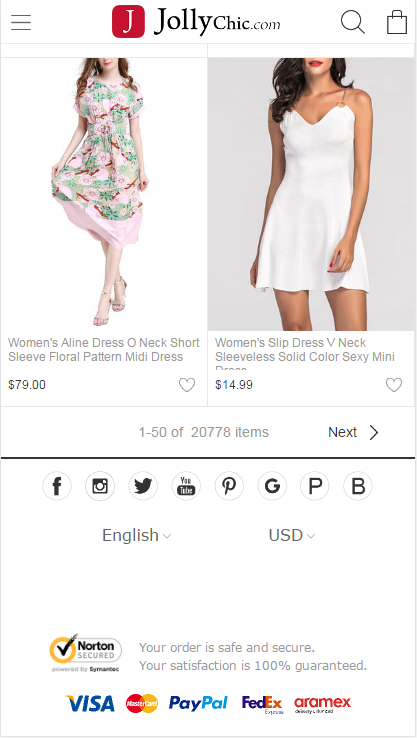 J JollyChic.com
Women's Aline Dress O Neck Short
Sleeve Floral Pattern Midi Dress
$79.00
Women's Slip Dress V Neck
Sleeveless Solid Color Sexy Mini
Dress
$14.99
1-50 of 20778 items
Next
f You Tube G P B
English
USD
Norton
SECURED
powered by Symantec
Your order is safe and secure.
Your satisfaction is 100% guaranteed.
VISA MasterCard PayPal FedEx Express aramex
delivery unlimited